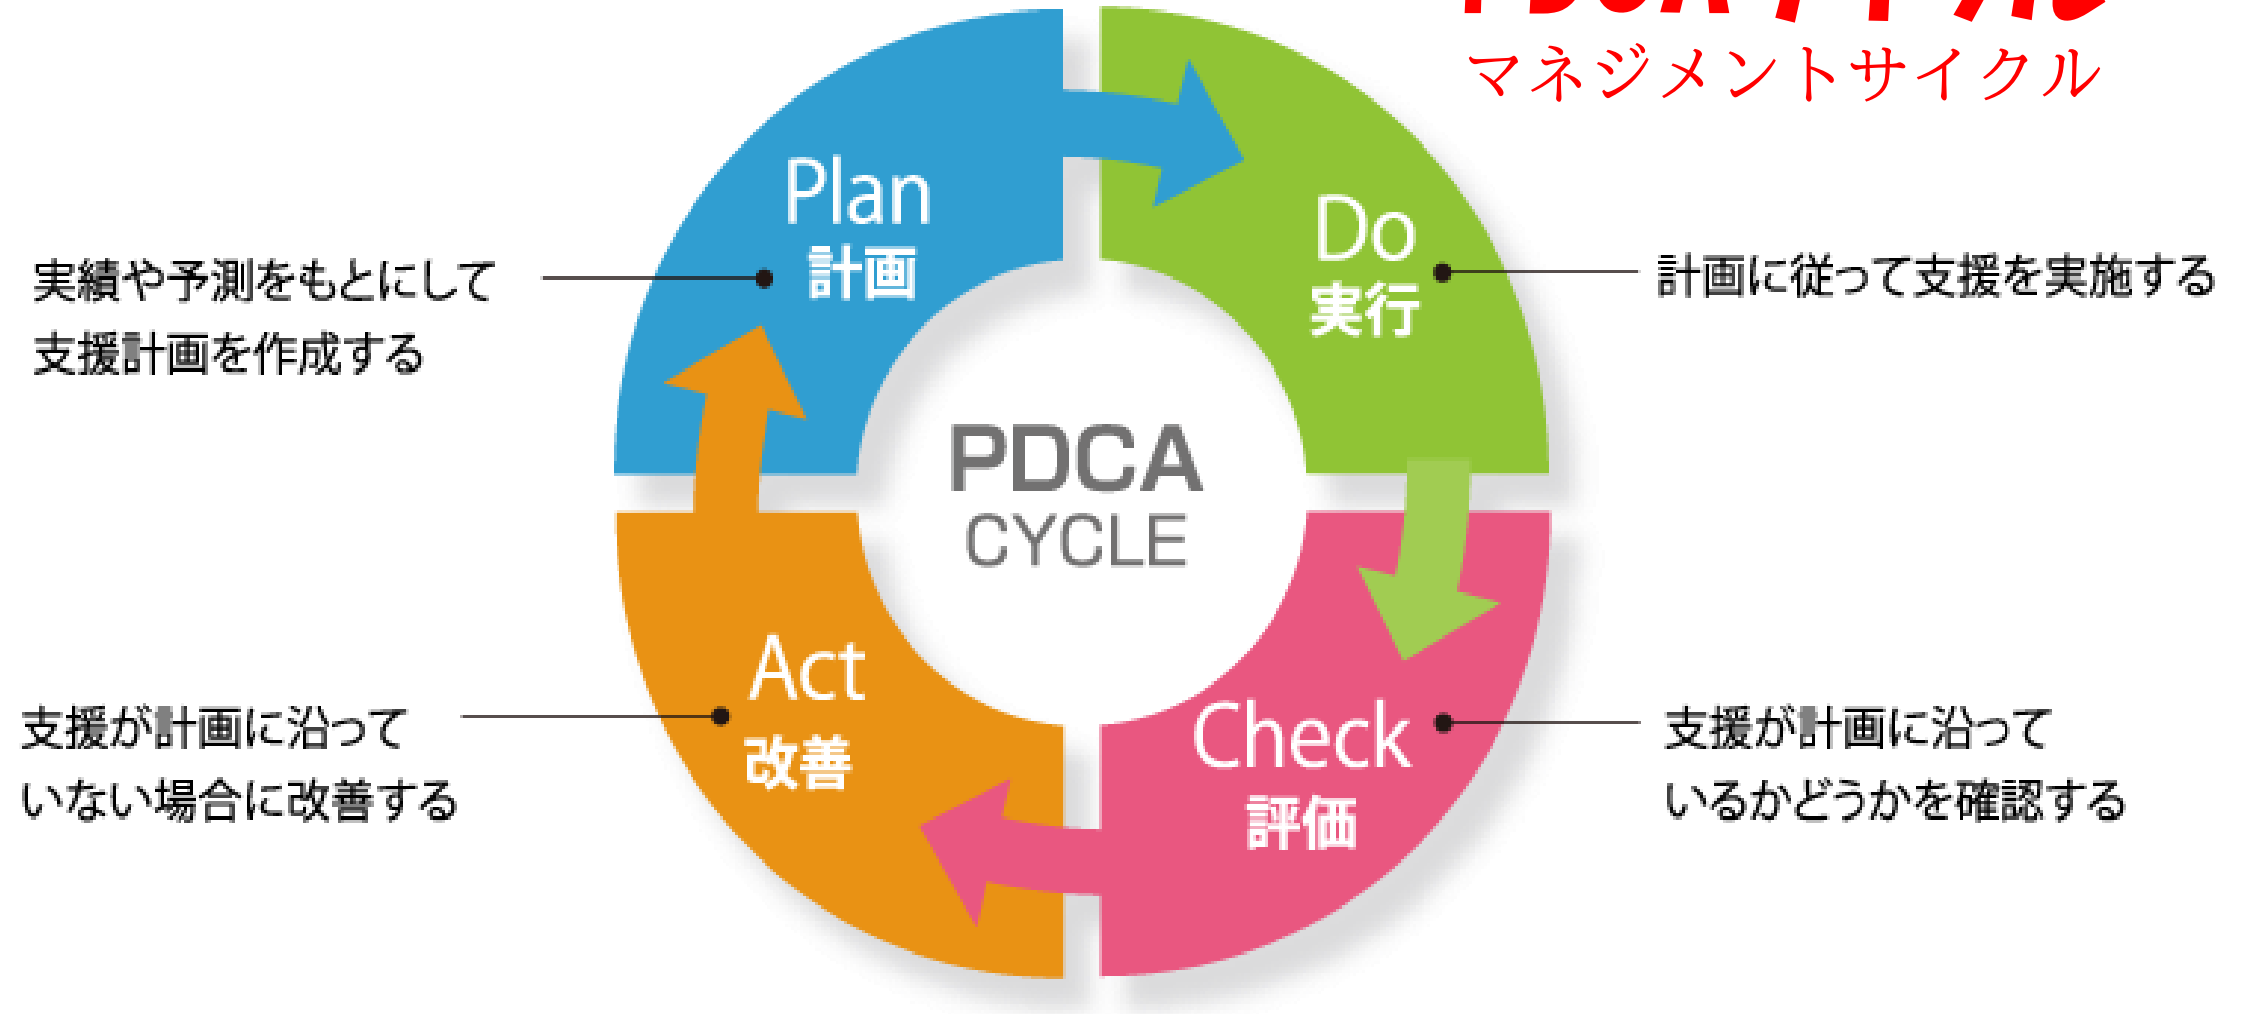 マネジメントサイクル
Plan
計画
Do
実行
実績や予測をもとにして
支援計画を作成する
計画に従って支援を実施する
PDCA
CYCLE
Act
改善
Check
評価
支援が計画に沿って
いない場合に改善する
支援が計画に沿って
いるかどうかを確認する